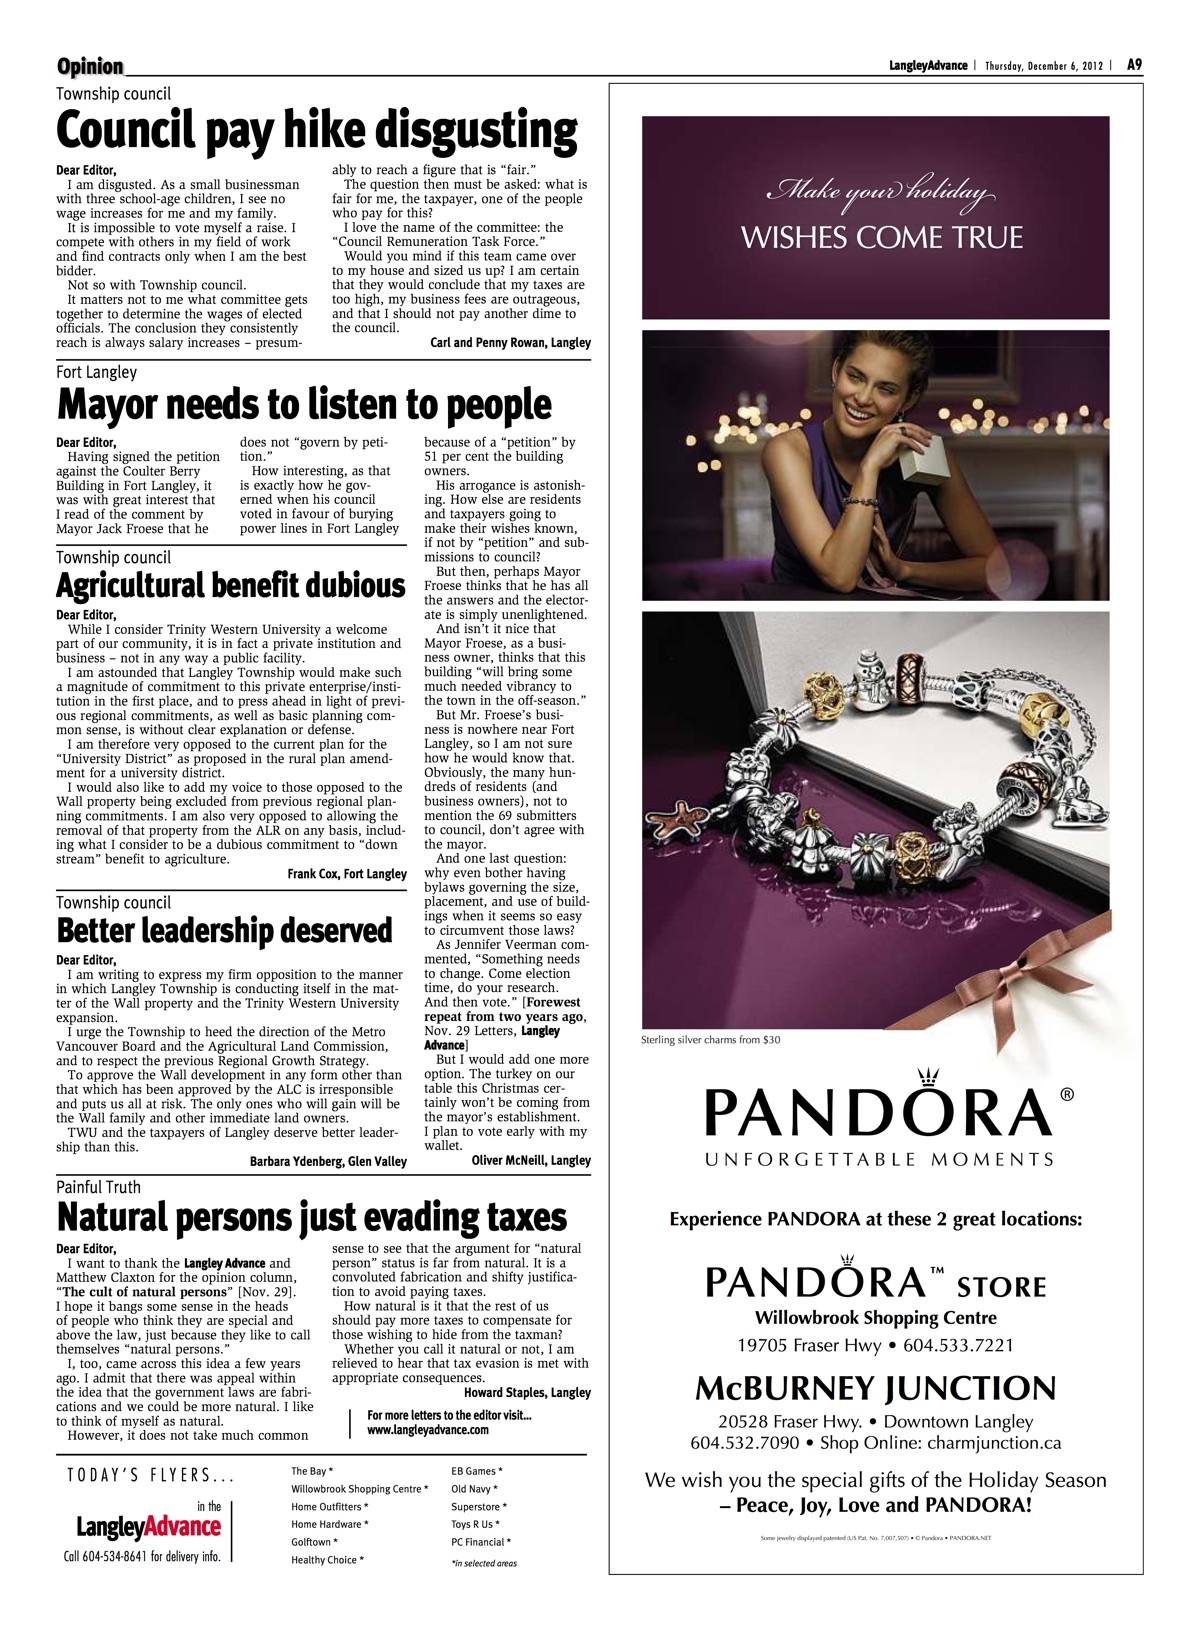 Opinion
LangleyAdvance | Thursday, December 6, 2012 | A9
Township council
Council pay hike disgusting
Dear Editor,
I am disgusted. As a small businessman
with three school-age children, I see no
wage increases for me and my family.
It is impossible to vote myself a raise. I
compete with others in my field of work
and find contracts only when I am the best
bidder.
Not so with Township council.
It matters not to me what committee gets
together to determine the wages of elected
officials. The conclusion they consistently
reach is always salary increases – presum-
ably to reach a figure that is “fair.”
The question then must be asked: what is
fair for me, the taxpayer, one of the people
who pay for this?
I love the name of the committee: the
“Council Remuneration Task Force.”
Would you mind if this team came over
to my house and sized us up? I am certain
that they would conclude that my taxes are
too high, my business fees are outrageous,
and that I should not pay another dime to
the council.
Carl and Penny Rowan, Langley
Fort Langley
Mayor needs to listen to people
Dear Editor,
Having signed the petition
against the Coulter Berry
Building in Fort Langley, it
was with great interest that
I read of the comment by
Mayor Jack Froese that he
does not “govern by peti-
tion.”
How interesting, as that
is exactly how he gov-
erned when his council
voted in favour of burying
power lines in Fort Langley
because of a “petition” by
51 per cent the building
owners.
His arrogance is astonish-
ing. How else are residents
and taxpayers going to
make their wishes known,
if not by “petition” and sub-
missions to council?
But then, perhaps Mayor
Froese thinks that he has all
the answers and the elector-
ate is simply unenlightened.
And isn’t it nice that
Mayor Froese, as a busi-
ness owner, thinks that this
building “will bring some
much needed vibrancy to
the town in the off-season.”
But Mr. Froese’s busi-
ness is nowhere near Fort
Langley, so I am not sure
how he would know that.
Obviously, the many hun-
dreds of residents (and
business owners), not to
mention the 69 submitters
to council, don’t agree with
the mayor.
And one last question:
why even bother having
bylaws governing the size,
placement, and use of build-
ings when it seems so easy
to circumvent those laws?
As Jennifer Veerman com-
mented, “Something needs
to change. Come election
time, do your research.
And then vote.” [Forewest
repeat from two years ago,
Nov. 29 Letters, Langley
Advance]
But I would add one more
option. The turkey on our
table this Christmas cer-
tainly won’t be coming from
the mayor’s establishment.
I plan to vote early with my
wallet.
Oliver McNeill, Langley
Township council
Agricultural benefit dubious
Dear Editor,
While I consider Trinity Western University a welcome
part of our community, it is in fact a private institution and
business – not in any way a public facility.
I am astounded that Langley Township would make such
a magnitude of commitment to this private enterprise/insti-
tution in the first place, and to press ahead in light of previ-
ous regional commitments, as well as basic planning com-
mon sense, is without clear explanation or defense.
I am therefore very opposed to the current plan for the
“University District” as proposed in the rural plan amend-
ment for a university district.
I would also like to add my voice to those opposed to the
Wall property being excluded from previous regional plan-
ning commitments. I am also very opposed to allowing the
removal of that property from the ALR on any basis, includ-
ing what I consider to be a dubious commitment to “down
stream” benefit to agriculture.
Frank Cox, Fort Langley
Township council
Better leadership deserved
Dear Editor,
I am writing to express my firm opposition to the manner
in which Langley Township is conducting itself in the mat-
ter of the Wall property and the Trinity Western University
expansion.
I urge the Township to heed the direction of the Metro
Vancouver Board and the Agricultural Land Commission,
and to respect the previous Regional Growth Strategy.
To approve the Wall development in any form other than
that which has been approved by the ALC is irresponsible
and puts us all at risk. The only ones who will gain will be
the Wall family and other immediate land owners.
TWU and the taxpayers of Langley deserve better leader-
ship than this.
Barbara Ydenberg, Glen Valley
Painful Truth
Natural persons just evading taxes
Dear Editor,
I want to thank the Langley Advance and
Matthew Claxton for the opinion column,
“The cult of natural persons” [Nov. 29].
I hope it bangs some sense in the heads
of people who think they are special and
above the law, just because they like to call
themselves “natural persons.”
I, too, came across this idea a few years
ago. I admit that there was appeal within
the idea that the government laws are fabri-
cations and we could be more natural. I like
to think of myself as natural.
However, it does not take much common
sense to see that the argument for “natural
person” status is far from natural. It is a
convoluted fabrication and shifty justifica-
tion to avoid paying taxes.
How natural is it that the rest of us
should pay more taxes to compensate for
those wishing to hide from the taxman?
Whether you call it natural or not, I am
relieved to hear that tax evasion is met with
appropriate consequences.
Howard Staples, Langley
For more letters to the editor visit...
www.langleyadvance.com
TODAY’S FLYERS...
in the
LangleyAdvance
Call 604-534-8641 for delivery info.
The Bay *
Willowbrook Shopping Centre *
Home Outfitters *
Home Hardware *
Golftown *
Healthy Choice *
EB Games *
Old Navy *
Superstore *
Toys R Us *
PC Financial *
*in selected areas
Make your holiday
WISHES COME TRUE
Sterling silver charms from $30
PANDORA®
UNFORGETTABLE MOMENTS
Experience PANDORA at these 2 great locations:
PANDORA™ STORE
Willowbrook Shopping Centre
19705 Fraser Hwy • 604.533.7221
McBURNEY JUNCTION
20528 Fraser Hwy. • Downtown Langley
604.532.7090 • Shop Online: charmjunction.ca
We wish you the special gifts of the Holiday Season
– Peace, Joy, Love and PANDORA!
Some jewelry displayed patented (US Pat. No. 7,007,507) • © Pandora • PANDORA.NET